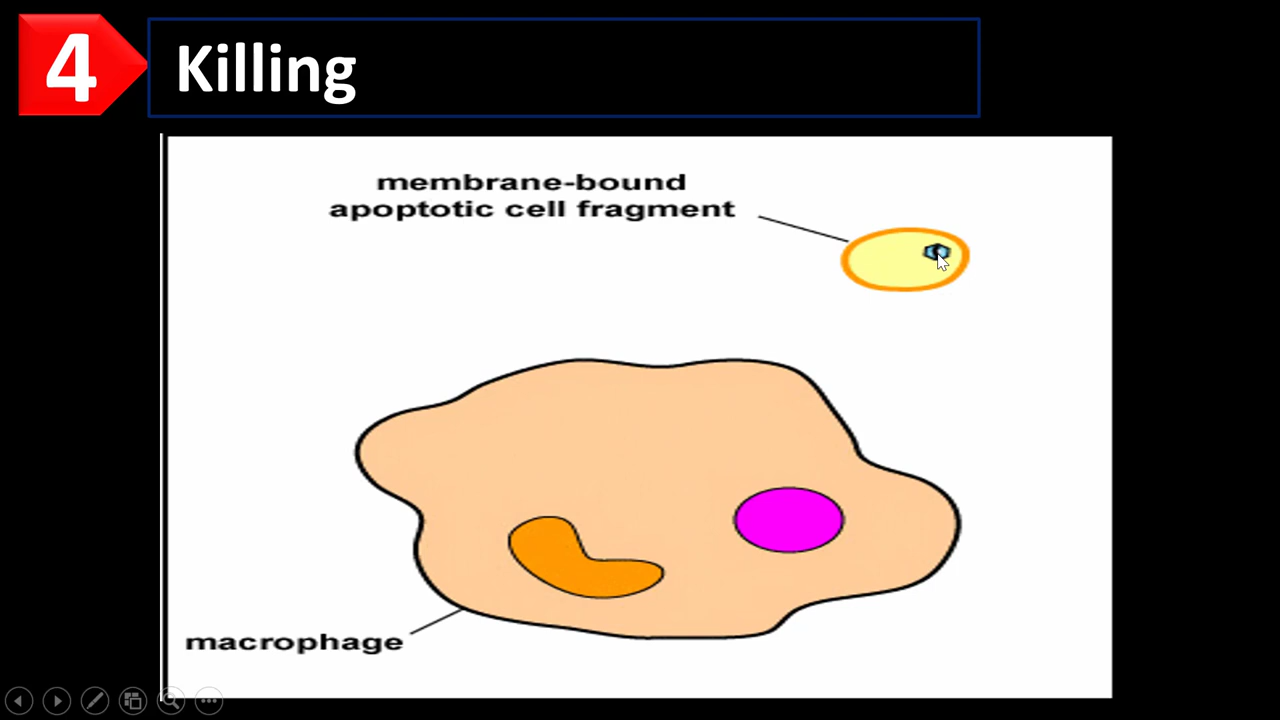 4
Killing
membrane-bound
apoptotic cell fragment
macrophage